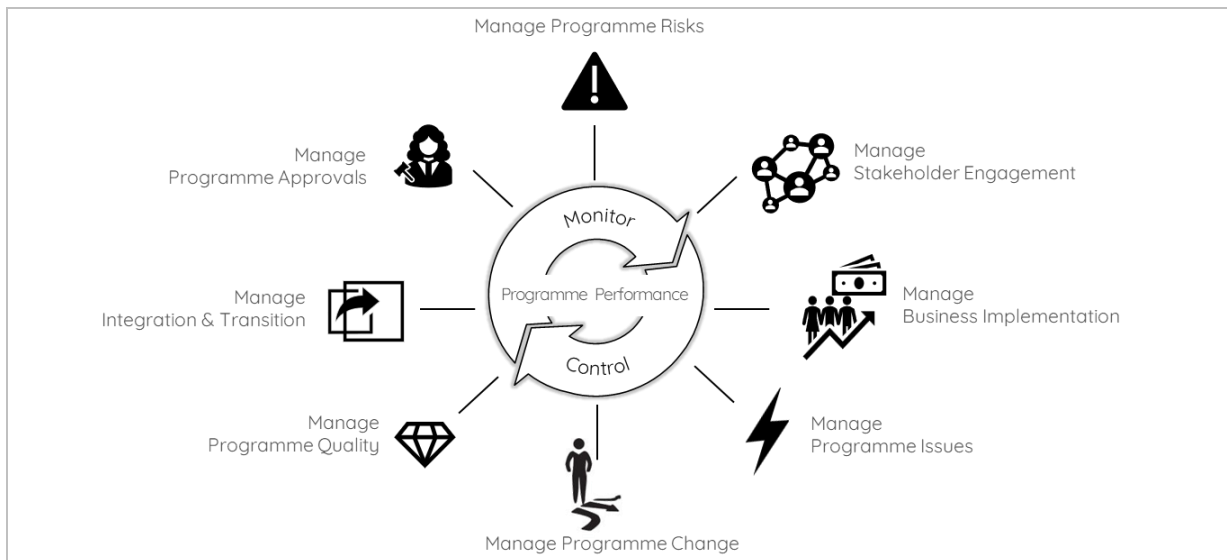 Manage Programme Risks
Manage
Programme Approvals
Manage
Stakeholder Engagement
Monitor
Manage
Integration & Transition
Programme Performance
Manage
Business Implementation
Control
Manage
Programme Quality
Manage
Programme Issues
Manage Programme Change